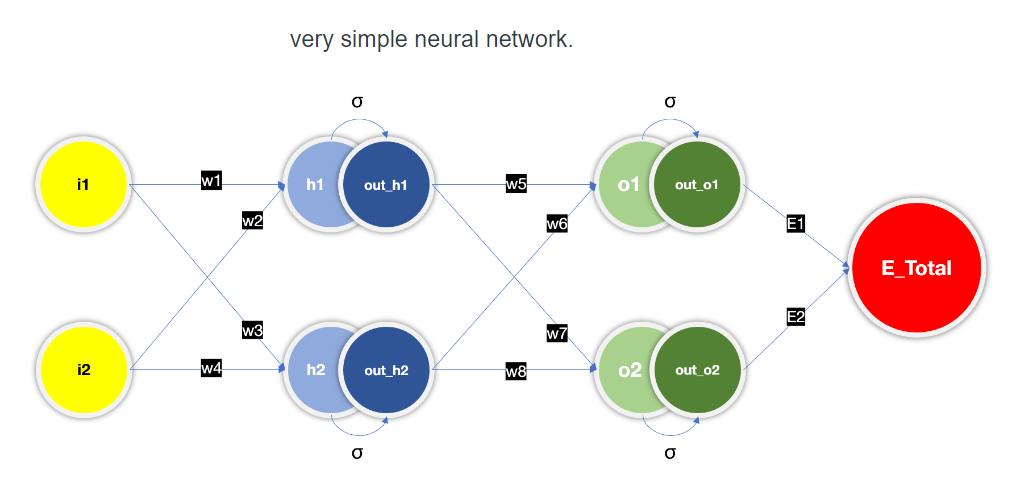 very simple neural network.
σ σ
i1 w1 h1 out_h1 w5 o1 out_o1
w2 w6 E1
E_Total
w3 w7 E2
i2 w4 h2 out_h2 w8 o2 out_o2
σ σ